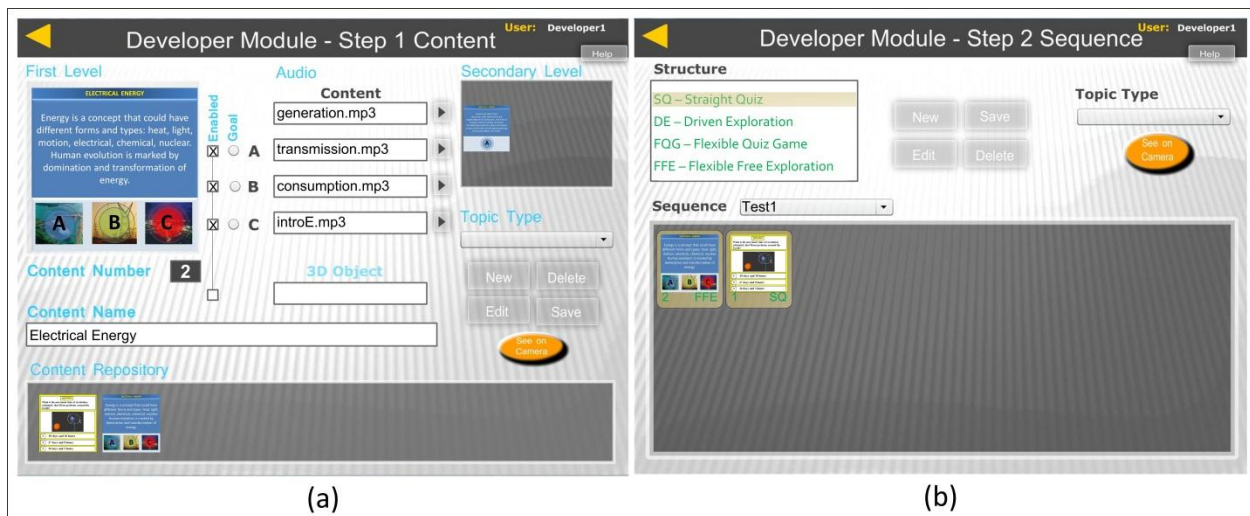 Developer Module - Step 1 Content
User: Developer1
Help
First Level
Audio
Secondary Level
ELECTRICAL ENERGY
Energy is a concept that could have
different forms and types: heat, light,
motion, electrical, chemical, nuclear.
Human evolution is marked by
domination and transformation of
energy.
A B C
Enabled
Goal
Content
generation.mp3
X A transmission.mp3
X B consumption.mp3
X C introE.mp3
Topic Type
Content Number 2
3D Object
New Delete
Edit Save
Content Name
Electrical Energy
See on
Camera
Content Repository
A B C
(a)
Developer Module - Step 2 Sequence
User: Developer1
Help
Structure
SQ – Straight Quiz
DE – Driven Exploration
FQG – Flexible Quiz Game
FFE – Flexible Free Exploration
New Save
Edit Delete
Topic Type
See on
Camera
Sequence Test1
A B C
2 FFE 1 SQ
(b)